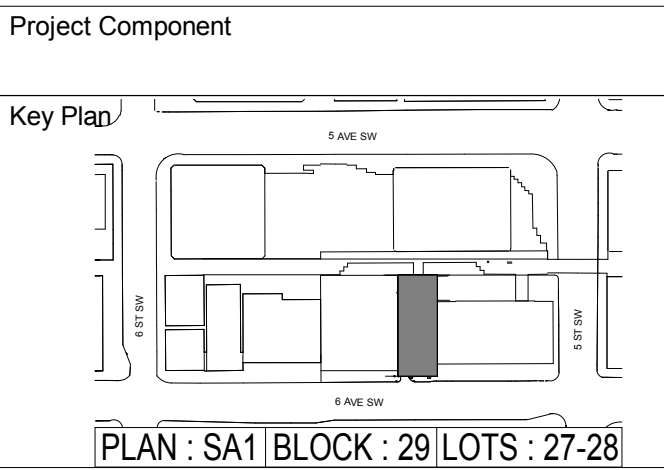 Project Component
Key Plan
5 AVE SW
6 ST SW
5 ST SW
6 AVE SW
PLAN : SA1 BLOCK : 29 LOTS : 27-28